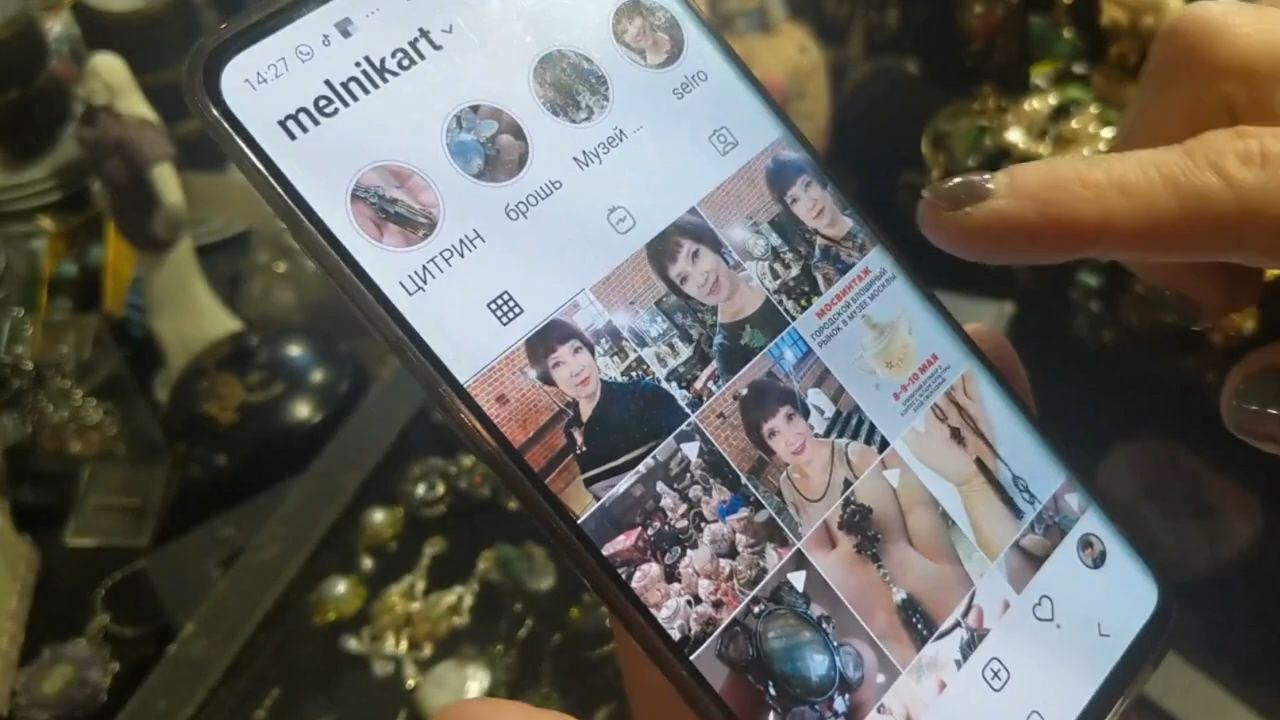 14:27
melnikart
ЦИТРИН
брошь
Музей ...
selro
МОСВИНТАЖ
ГОРОДСКОЙ БЛОШИНЫЙ
РЫНОК В МУЗЕЕ МОСКВЫ
8-9-10 МАЯ